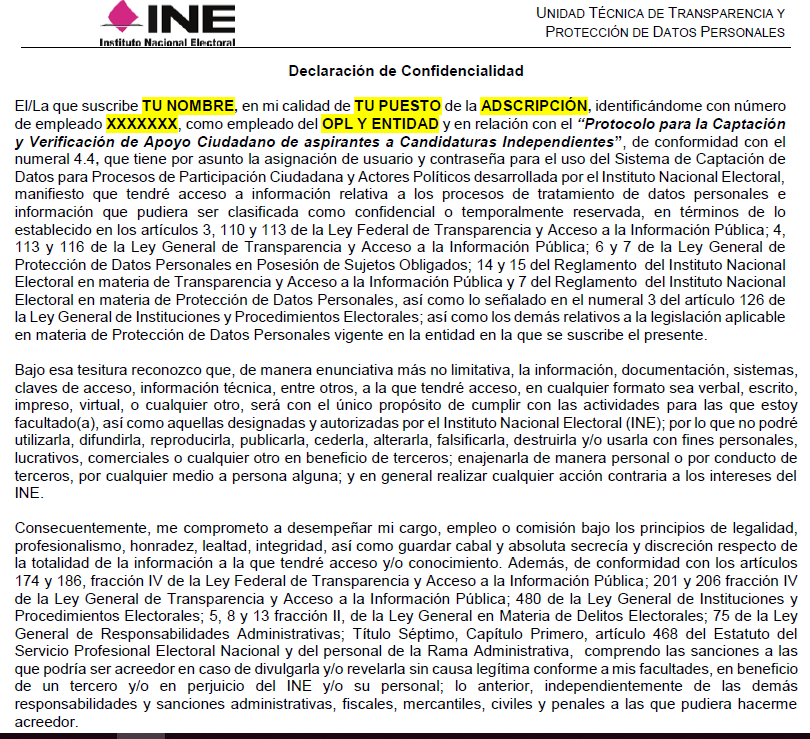 INE
Instituto Nacional Electoral
UNIDAD TÉCNICA DE TRANSPARENCIA Y
PROTECCIÓN DE DATOS PERSONALES
Declaración de Confidencialidad
El/La que suscribe TU NOMBRE, en mi calidad de TU PUESTO de la ADSCRIPCIÓN, identificándome con número
de empleado XXXXXXX, como empleado del OPL Y ENTIDAD y en relación con el “Protocolo para la Captación
y Verificación de Apoyo Ciudadano de aspirantes a Candidaturas Independientes”, de conformidad con el
numeral 4.4, que tiene por asunto la asignación de usuario y contraseña para el uso del Sistema de Captación de
Datos para Procesos de Participación Ciudadana y Actores Políticos desarrollada por el Instituto Nacional Electoral,
manifiesto que tendré acceso a información relativa a los procesos de tratamiento de datos personales e
información que pudiera ser clasificada como confidencial o temporalmente reservada, en términos de lo
establecido en los artículos 3, 110 y 113 de la Ley Federal de Transparencia y Acceso a la Información Pública; 4,
113 y 116 de la Ley General de Transparencia y Acceso a la Información Pública; 6 y 7 de la Ley General de
Protección de Datos Personales en Posesión de Sujetos Obligados; 14 y 15 del Reglamento del Instituto Nacional
Electoral en materia de Transparencia y Acceso a la Información Pública y 7 del Reglamento del Instituto Nacional
Electoral en materia de Protección de Datos Personales, así como lo señalado en el numeral 3 del artículo 126 de
la Ley General de Instituciones y Procedimientos Electorales; así como los demás relativos a la legislación aplicable
en materia de Protección de Datos Personales vigente en la entidad en la que se suscribe el presente.
Bajo esa tesitura reconozco que, de manera enunciativa más no limitativa, la información, documentación, sistemas,
claves de acceso, información técnica, entre otros, a la que tendré acceso, en cualquier formato sea verbal, escrito,
impreso, virtual, o cualquier otro, será con el único propósito de cumplir con las actividades para las que estoy
facultado(a), así como aquellas designadas y autorizadas por el Instituto Nacional Electoral (INE); por lo que no podré
utilizarla, difundirla, reproducirla, publicarla, cederla, alterarla, falsificarla, destruirla y/o usarla con fines personales,
lucrativos, comerciales o cualquier otro en beneficio de terceros; enajenarla de manera personal o por conducto de
terceros, por cualquier medio a persona alguna; y en general realizar cualquier acción contraria a los intereses del
INE.
Consecuentemente, me comprometo a desempeñar mi cargo, empleo o comisión bajo los principios de legalidad,
profesionalismo, honradez, lealtad, integridad, así como guardar cabal y absoluta secrecía y discreción respecto de
la totalidad de la información a la que tendré acceso y/o conocimiento. Además, de conformidad con los artículos
174 y 186, fracción IV de la Ley Federal de Transparencia y Acceso a la Información Pública; 201 y 206 fracción IV
de la Ley General de Transparencia y Acceso a la Información Pública; 480 de la Ley General de Instituciones y
Procedimientos Electorales; 5, 8 y 13 fracción II, de la Ley General en Materia de Delitos Electorales; 75 de la Ley
General de Responsabilidades Administrativas; Título Séptimo, Capítulo Primero, artículo 468 del Estatuto del
Servicio Profesional Electoral Nacional y del personal de la Rama Administrativa, comprendo las sanciones a las
que podría ser acreedor en caso de divulgarla y/o revelarla sin causa legítima conforme a mis facultades, en beneficio
de un tercero y/o en perjuicio del INE y/o su personal; lo anterior, independientemente de las demás
responsabilidades y sanciones administrativas, fiscales, mercantiles, civiles y penales a las que pudiera hacerme
acreedor.